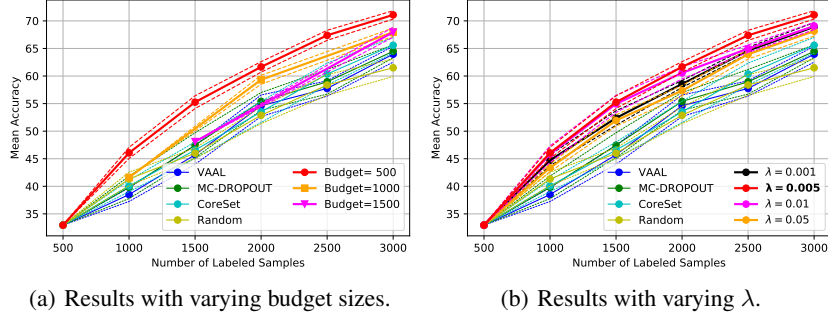 70
65
60
55
50
45
40
35
Mean Accuracy
VAAL
MC-DROPOUT
CoreSet
Random
Budget= 500
Budget=1000
Budget=1500
500 1000 1500 2000 2500 3000
Number of Labeled Samples
(a) Results with varying budget sizes.
70
65
60
55
50
45
40
35
Mean Accuracy
VAAL
MC-DROPOUT
CoreSet
Random
λ = 0.001
λ = 0.005
λ = 0.01
λ = 0.05
500 1000 1500 2000 2500 3000
Number of Labeled Samples
(b) Results with varying λ.